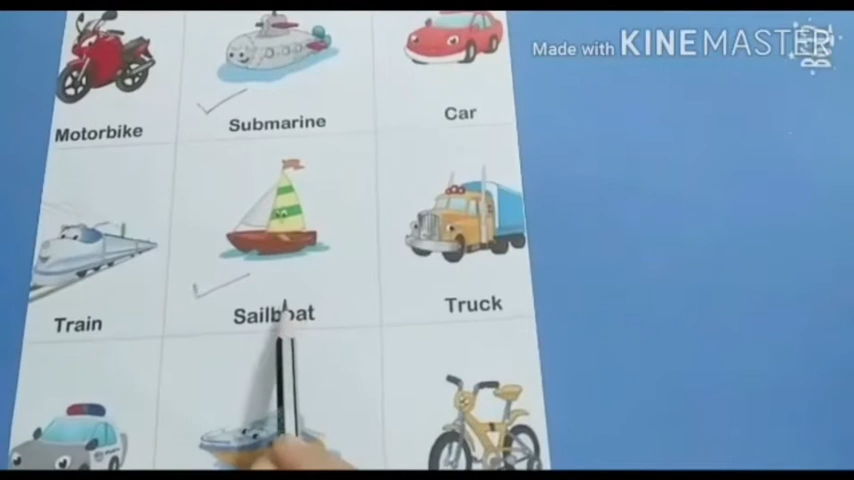 Made with KINEMASTER
Motorbike
Submarine
Car
Train
Sailboat
Truck